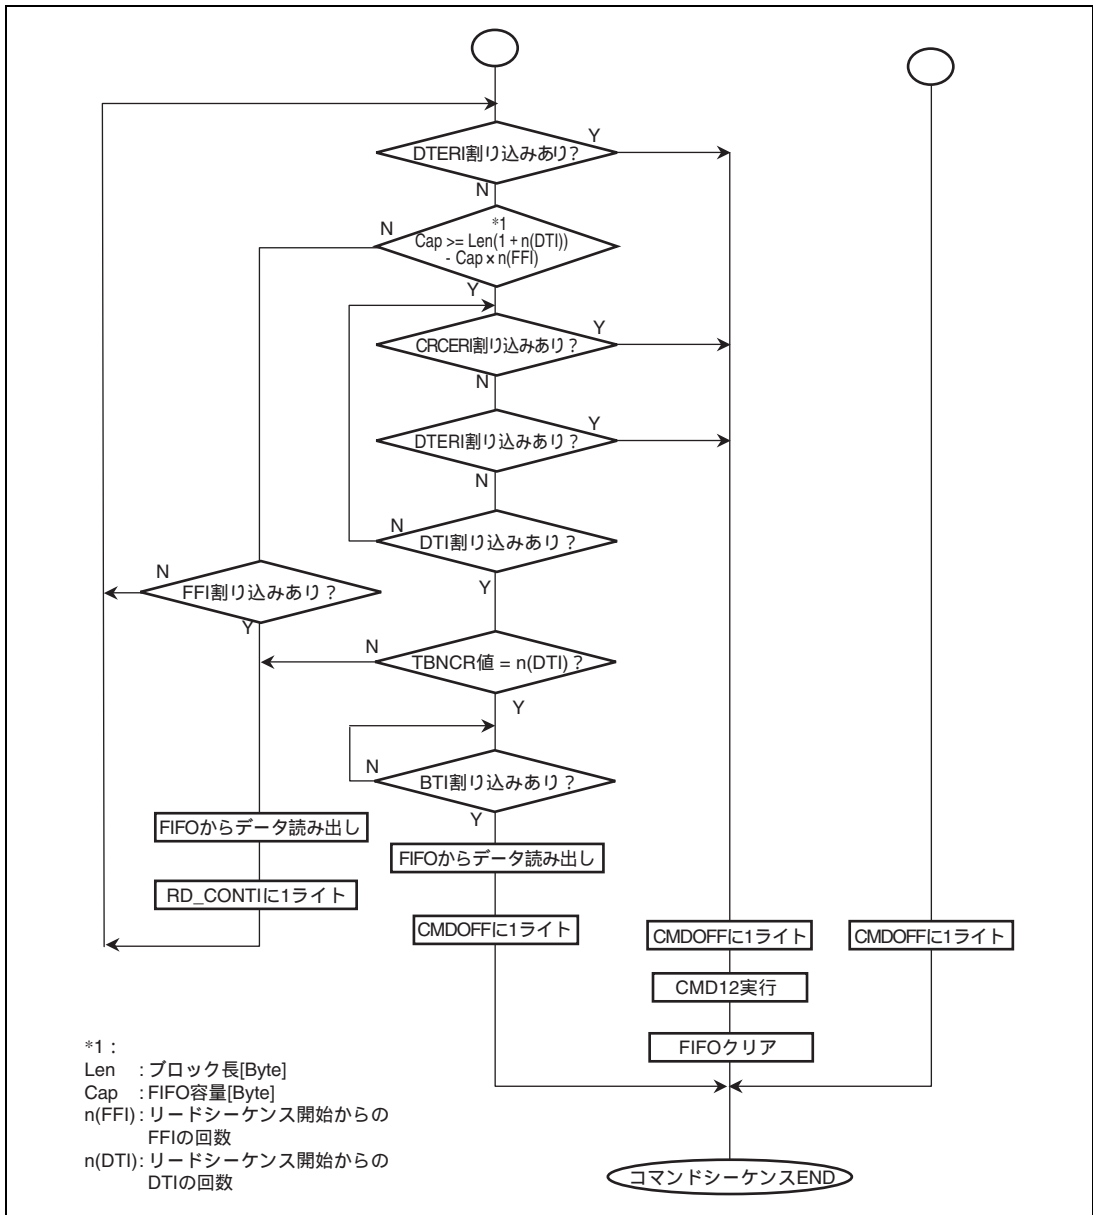 DTERI割り込みあり?
Y
N
*1
Cap >= Len(1 + n(DTI))
- Cap × n(FFI)
N
Y
CRCERI割り込みあり?
Y
N
DTERI割り込みあり?
Y
N
DTI割り込みあり?
N
Y
FFI割り込みあり?
N
Y
TBNCR値 = n(DTI)?
N
Y
BTI割り込みあり?
N
Y
FIFOからデータ読み出し
RD_CONTIに1ライト
FIFOからデータ読み出し
CMDOFFに1ライト
CMDOFFに1ライト
CMD12実行
FIFOクリア
CMDOFFに1ライト
*1:
Len :ブロック長[Byte]
Cap :FIFO容量[Byte]
n(FFI):リードシーケンス開始からの
FFIの回数
n(DTI):リードシーケンス開始からの
DTIの回数
コマンドシーケンスEND